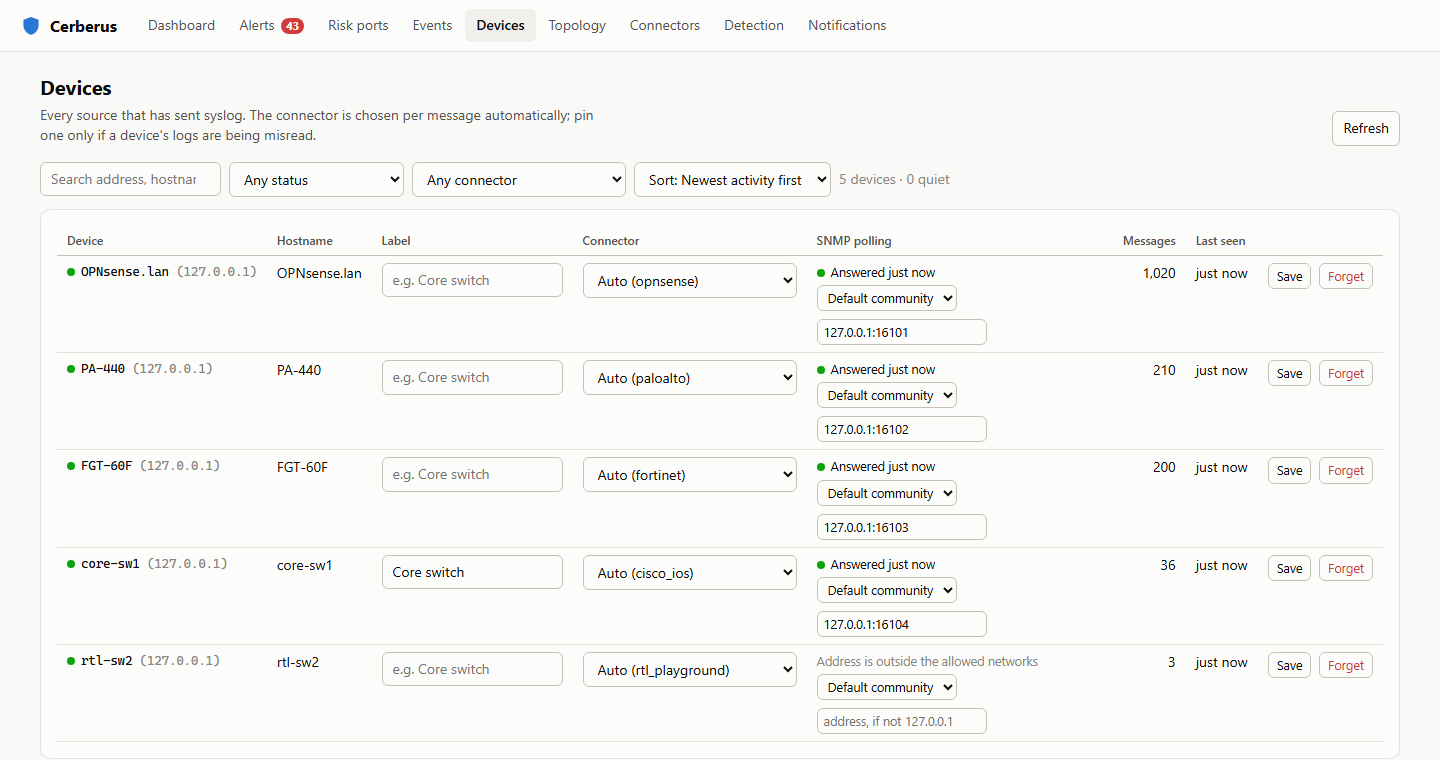 Cerberus Dashboard Alerts 43 Risk ports Events Devices Topology Connectors Detection Notifications
Devices
Every source that has sent syslog. The connector is chosen per message automatically; pin
one only if a device's logs are being misread.
Refresh
Search address, hostnar Any status Any connector Sort: Newest activity first 5 devices · 0 quiet
Device Hostname Label Connector SNMP polling Messages Last seen
OPNsense.lan (127.0.0.1) OPNsense.lan e.g. Core switch Auto (opnsense) Answered just now 1,020 just now Save Forget
Default community
127.0.0.1:16101
PA-440 (127.0.0.1) PA-440 e.g. Core switch Auto (paloalto) Answered just now 210 just now Save Forget
Default community
127.0.0.1:16102
FGT-60F (127.0.0.1) FGT-60F e.g. Core switch Auto (fortinet) Answered just now 200 just now Save Forget
Default community
127.0.0.1:16103
core-sw1 (127.0.0.1) core-sw1 Core switch Auto (cisco_ios) Answered just now 36 just now Save Forget
Default community
127.0.0.1:16104
rtl-sw2 (127.0.0.1) rtl-sw2 e.g. Core switch Auto (rtl_playground) Address is outside the allowed networks 3 just now Save Forget
Default community
address, if not 127.0.0.1